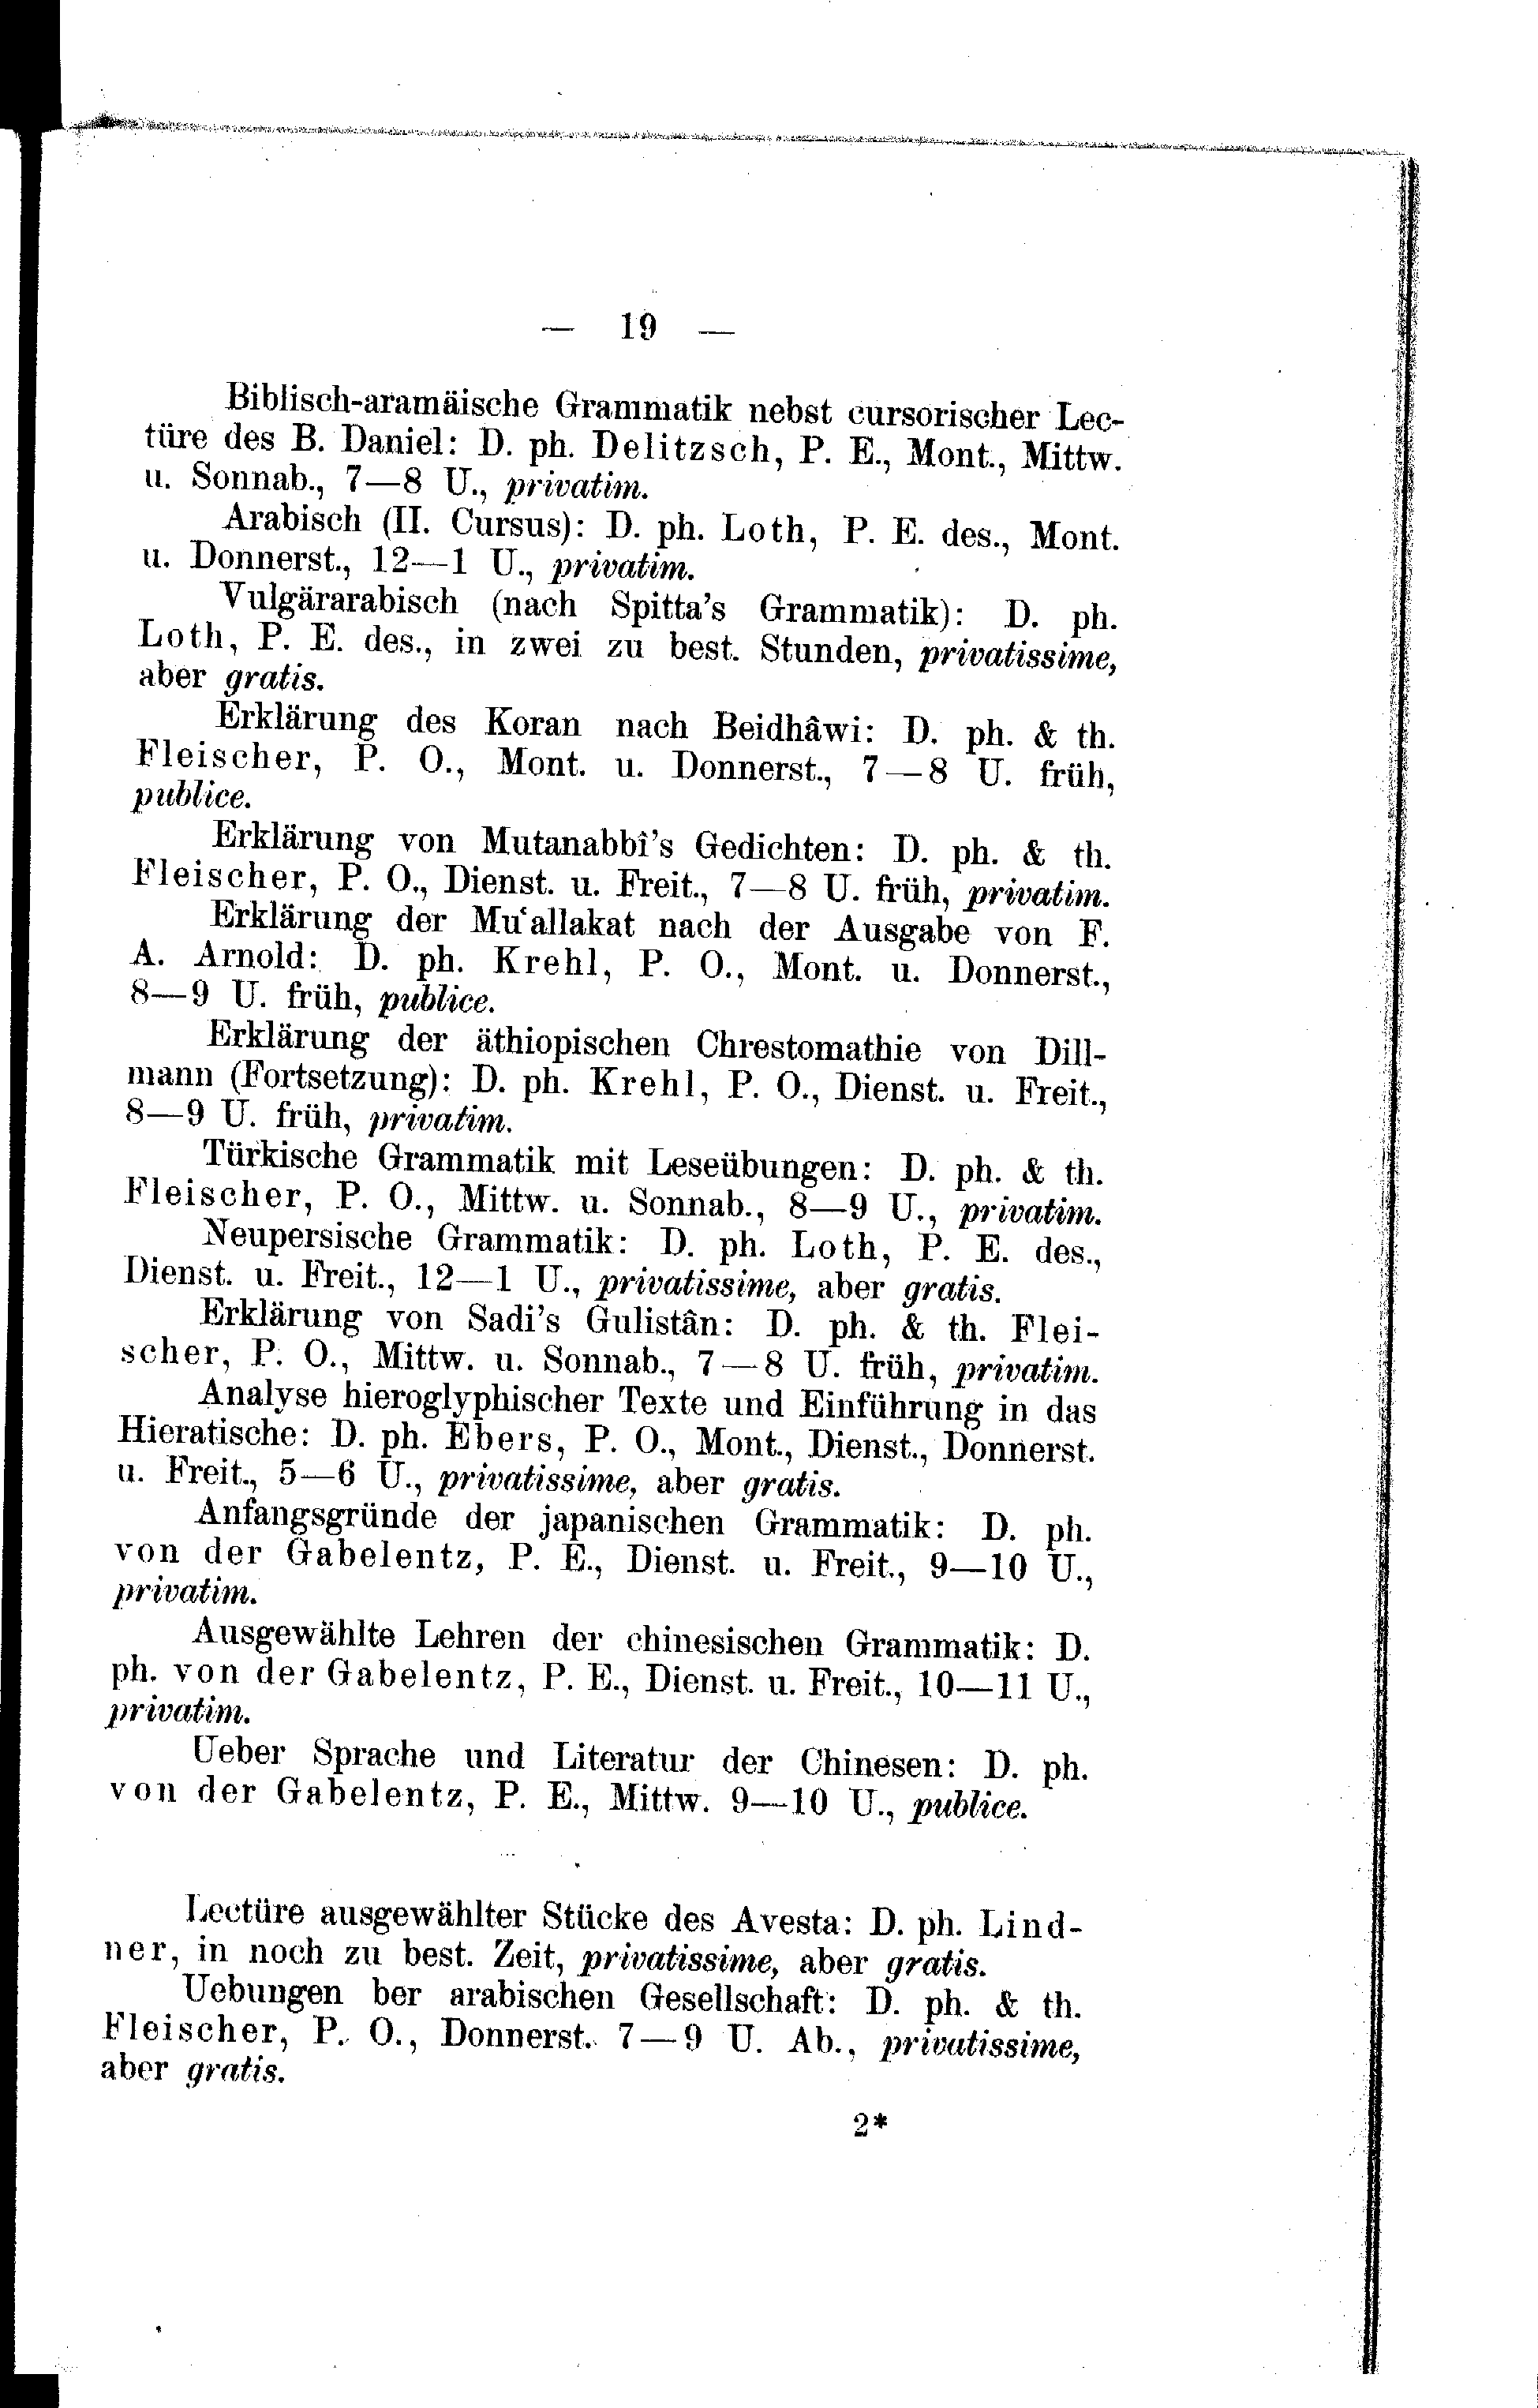 — 19 —
Biblisch-aramäische Grammatik nebst cursorischer Lec-
türe des B. Daniel: D. ph. Delitzsch, P. E., Mont., Mittw.
u. Sonnab., 7—8 U., privatim.
Arabisch (II. Cursus): D. ph. Loth, P. E. des., Mont.
u. Donnerst., 12—1 U., privatim.
Vulgärarabisch (nach Spitta's Grammatik): D. ph.
Loth, P. E. des., in zwei zu best. Stunden, privatissime,
aber gratis.
Erklärung des Koran nach Beidhâwi: D. ph. & th.
Fleischer, P. O., Mont. u. Donnerst., 7—8 U. früh,
publice.
Erklärung von Mutanabbî's Gedichten: D. ph. & th.
Fleischer, P. O., Dienst. u. Freit., 7—8 U. früh, privatim.
Erklärung der Mu‘allakat nach der Ausgabe von F.
A. Arnold: D. ph. Krehl, P. O., Mont. u. Donnerst.,
8—9 U. früh, publice.
Erklärung der äthiopischen Chrestomathie von Dill-
mann (Fortsetzung): D. ph. Krehl, P. O., Dienst. u. Freit.,
8—9 U. früh, privatim.
Türkische Grammatik mit Leseübungen: D. ph. & th.
Fleischer, P. O., Mittw. u. Sonnab., 8—9 U., privatim.
Neupersische Grammatik: D. ph. Loth, P. E. des.,
Dienst. u. Freit., 12—1 U., privatissime, aber gratis.
Erklärung von Sadi's Gulistân: D. ph. & th. Flei-
scher, P. O., Mittw. u. Sonnab., 7—8 U. früh, privatim.
Analyse hieroglyphischer Texte und Einführung in das
Hieratische: D. ph. Ebers, P. O., Mont., Dienst., Donnerst.
u. Freit., 5—6 U., privatissime, aber gratis.
Anfangsgründe der japanischen Grammatik: D. ph.
von der Gabelentz, P. E., Dienst. u. Freit., 9—10 U.,
privatim.
Ausgewählte Lehren der chinesischen Grammatik: D.
ph. von der Gabelentz, P. E., Dienst. u. Freit., 10—11 U.,
privatim.
Ueber Sprache und Literatur der Chinesen: D. ph.
von der Gabelentz, P. E., Mittw. 9—10 U., publice.
Lectüre ausgewählter Stücke des Avesta: D. ph. Lind-
ner, in noch zu best. Zeit, privatissime, aber gratis.
Uebungen ber arabischen Gesellschaft: D. ph. & th.
Fleischer, P. O., Donnerst. 7—9 U. Ab., privatissime,
aber gratis.
2*